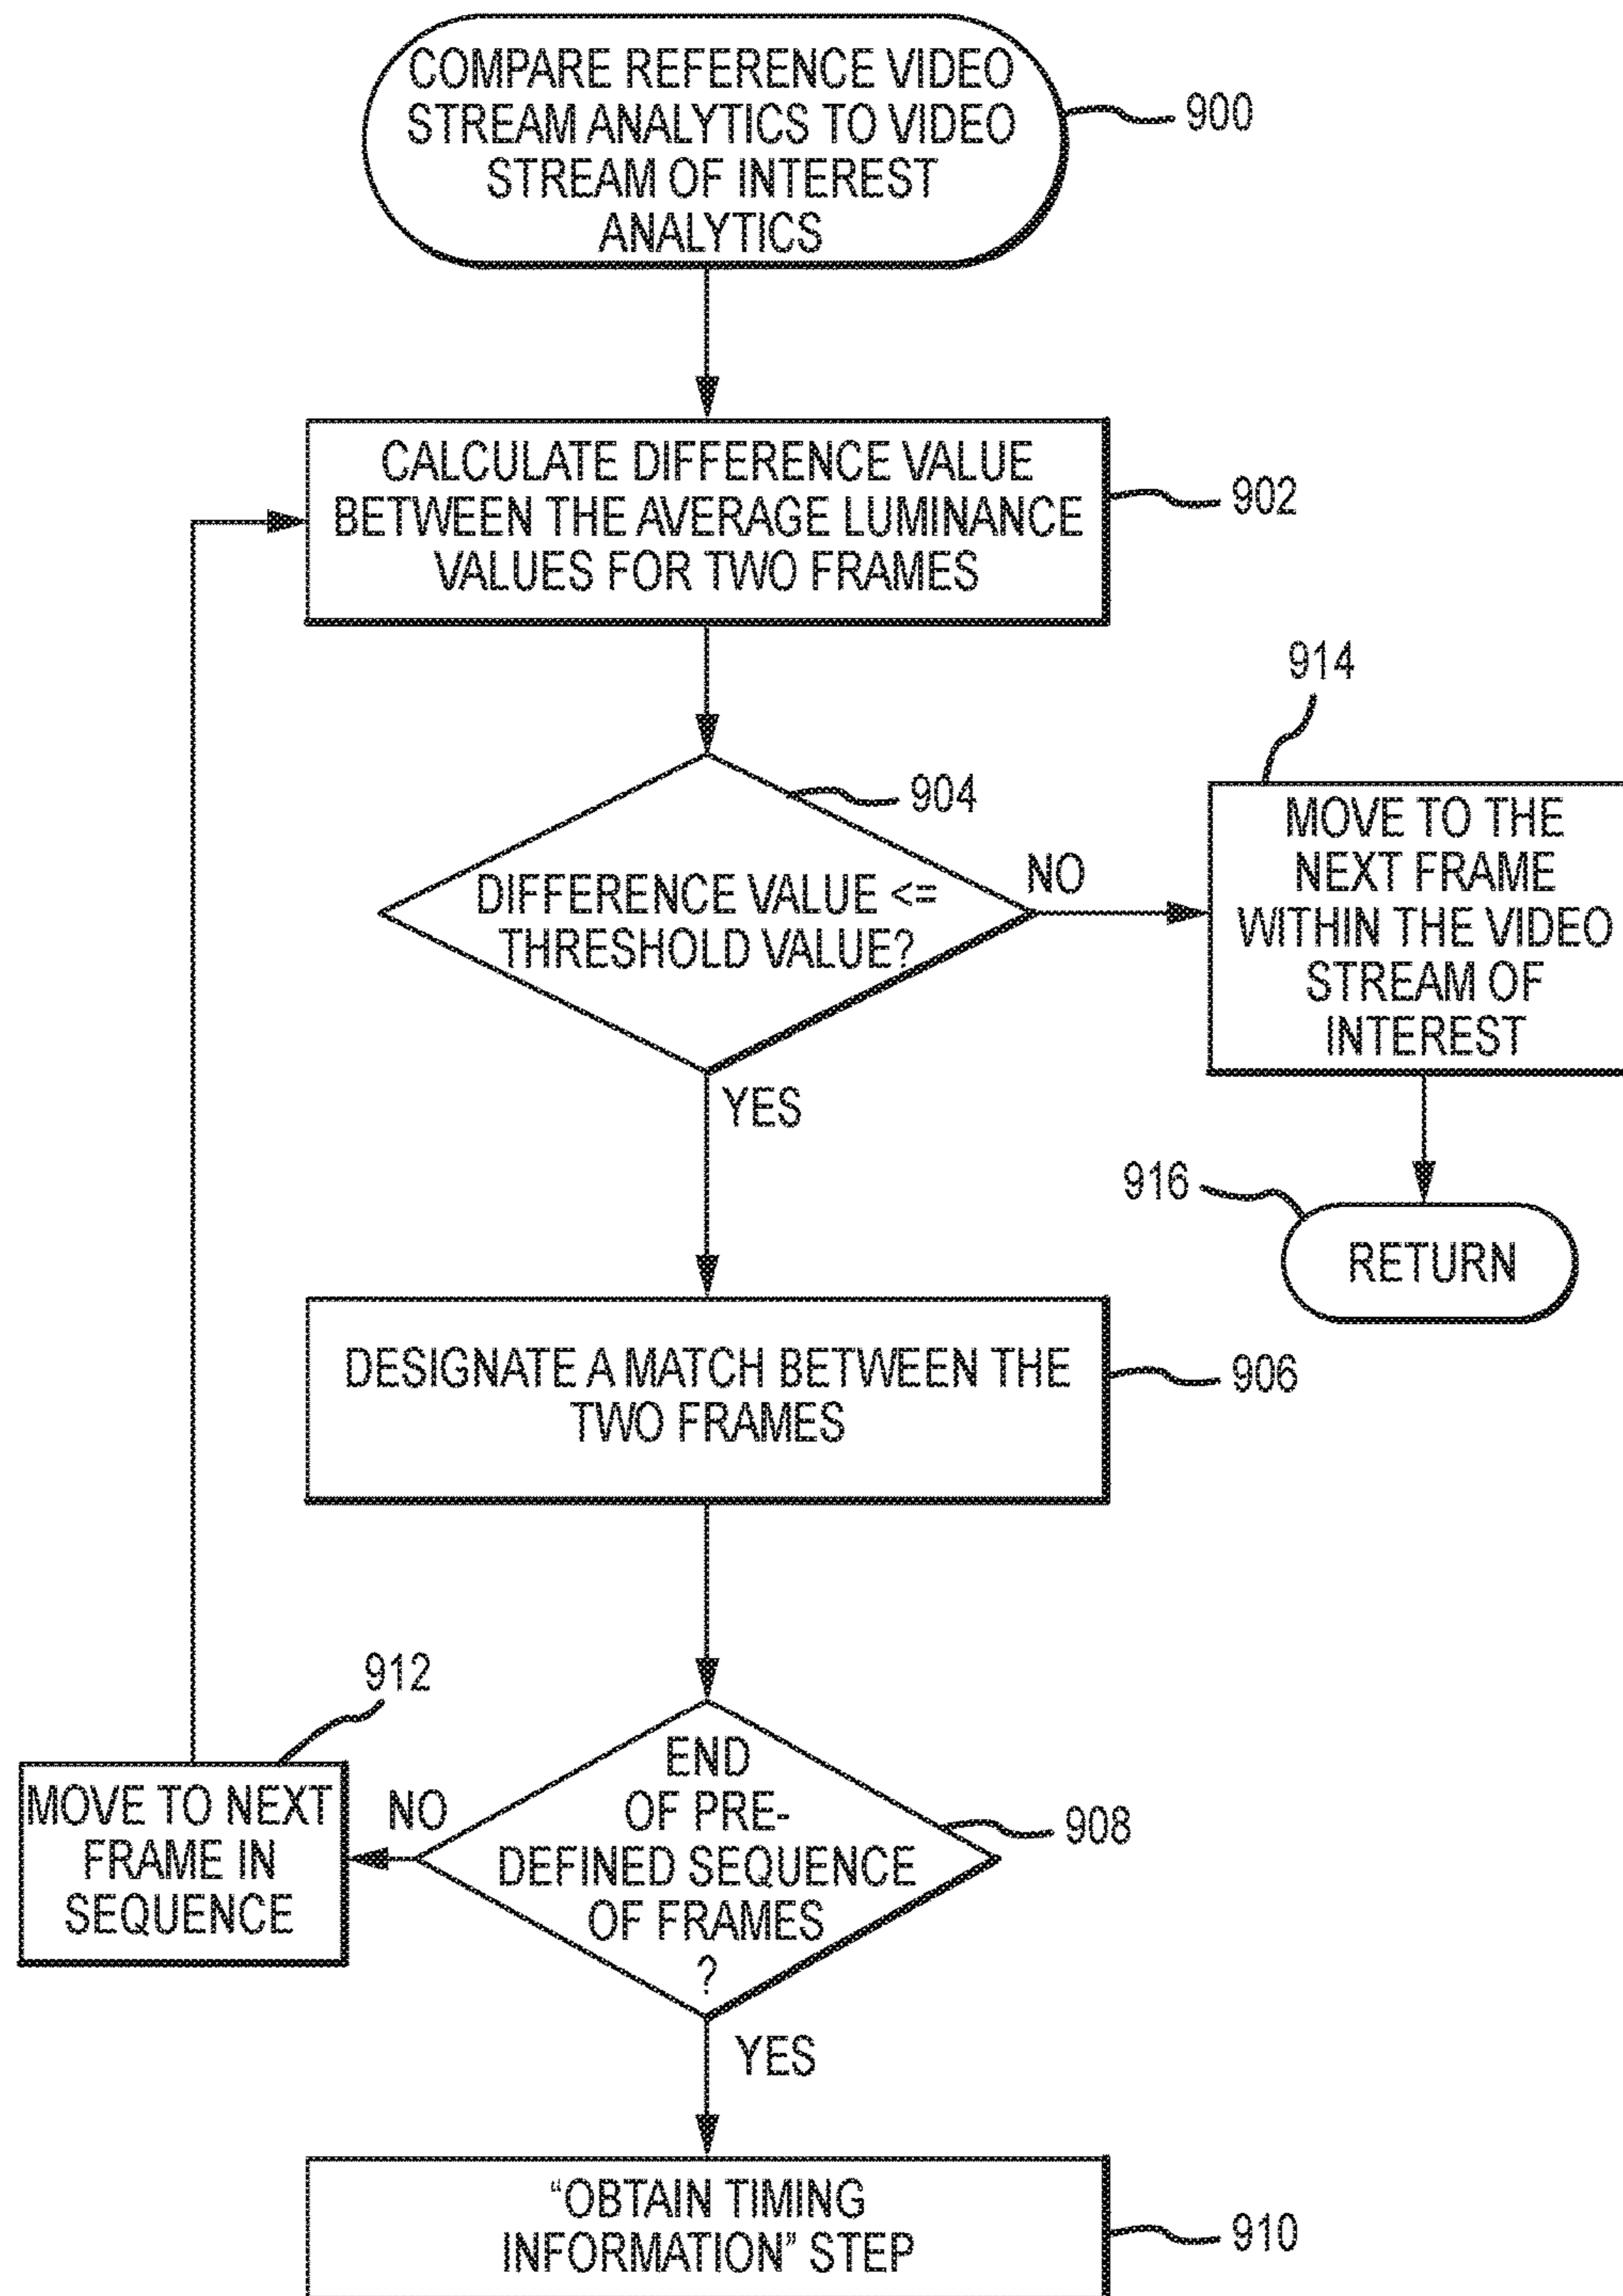 COMPARE REFERENCE VIDEO
STREAM ANALYTICS TO VIDEO
STREAM OF INTEREST
ANALYTICS
900
CALCULATE DIFFERENCE VALUE
BETWEEN THE AVERAGE LUMINANCE
VALUES FOR TWO FRAMES
902
904
DIFFERENCE VALUE <=
THRESHOLD VALUE?
NO
YES
914
MOVE TO THE
NEXT FRAME
WITHIN THE VIDEO
STREAM OF
INTEREST
916
RETURN
DESIGNATE A MATCH BETWEEN THE
TWO FRAMES
906
END
OF PRE-
DEFINED SEQUENCE
OF FRAMES
?
908
NO
912
MOVE TO NEXT
FRAME IN
SEQUENCE
YES
“OBTAIN TIMING
INFORMATION” STEP
910